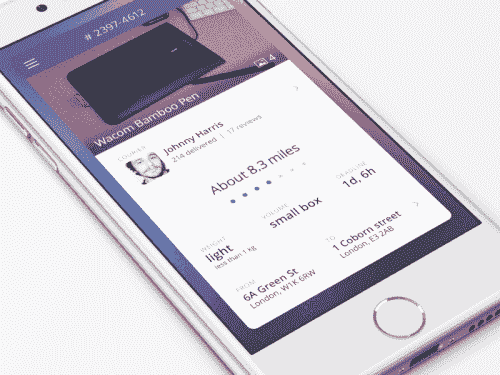 # 2397-4612
4
Wacom Bamboo Pen
COURIER
Johnny Harris
214 delivered | 17 reviews
About 8.3 miles
WEIGHT
light
less than 1 kg
VOLUME
small box
DEADLINE
1d, 6h
FROM
6A Green St
London, W1K 6RW
TO
1 Coborn street
London, E3 2AB